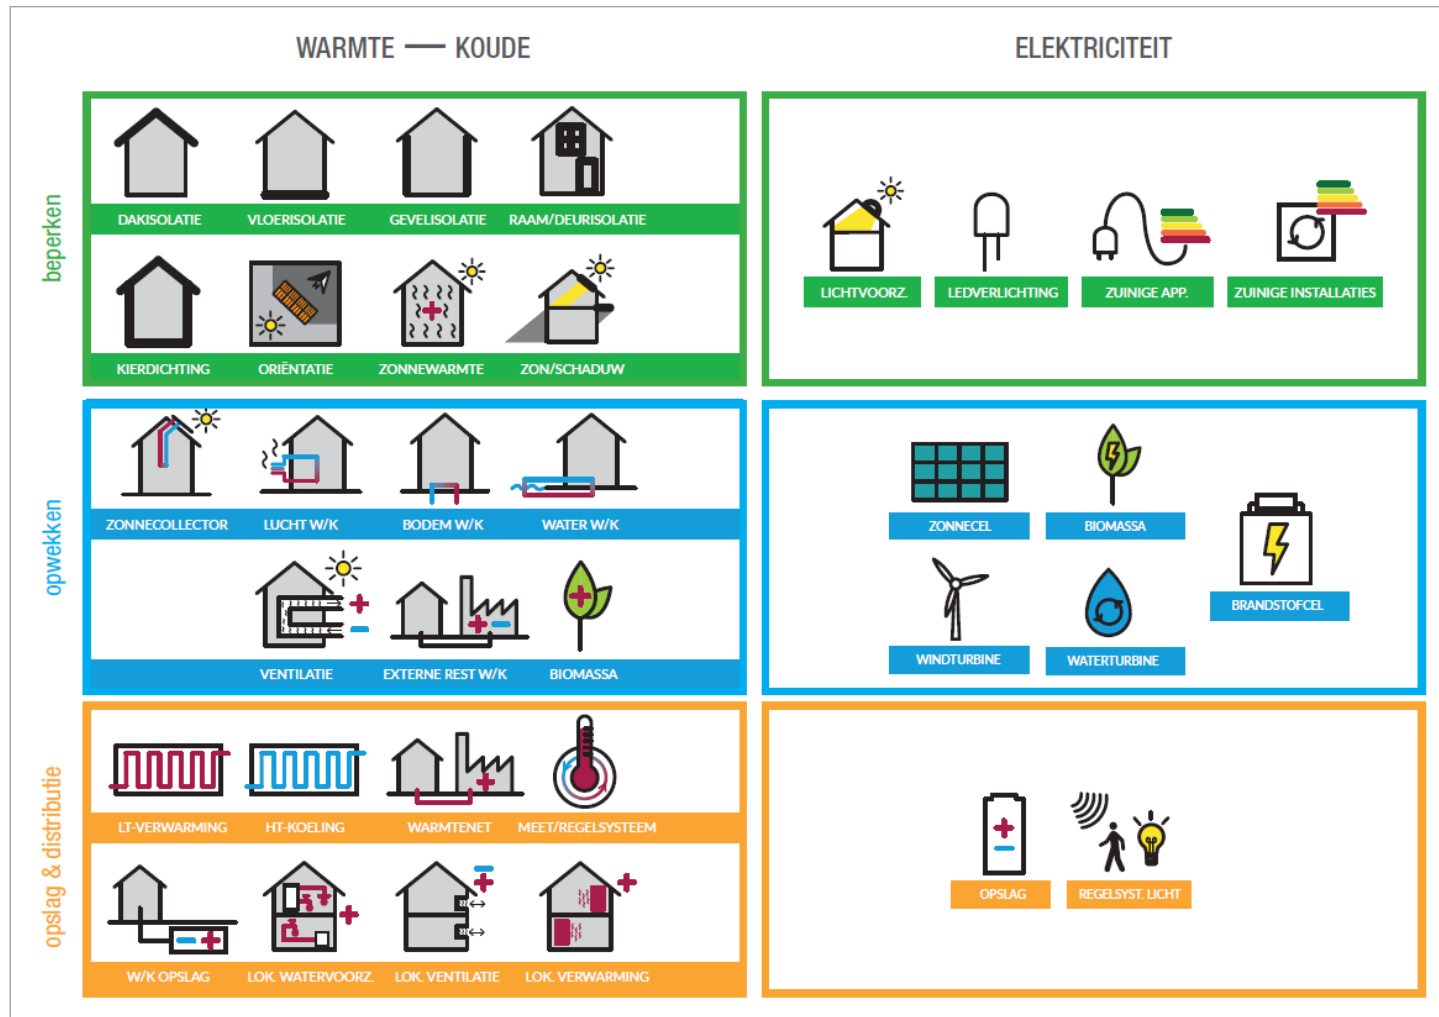 WARMTE — KOUDE
ELEKTRICITEIT
beperken
DAKISOLATIE
VLOERISOLATIE
GEVELISOLATIE
RAAM/DEURISOLATIE
KIERDICHTING
ORIËNTATIE
ZONNEWARMTE
ZON/SCHADUW
LICHTVOORZ.
LEDVERLICHTING
ZUINIGE APP.
ZUINIGE INSTALLATIES
opwekken
ZONNECOLLECTOR
LUCHT W/K
BODEM W/K
WATER W/K
VENTILATIE
EXTERNE REST W/K
BIOMASSA
ZONNECEL
BIOMASSA
BRANDSTOFCEL
WINDTURBINE
WATERTURBINE
opslag & distributie
LT-VERWARMING
HT-KOELING
WARMTENET
MEET/REGELSYSTEEM
W/K OPSLAG
LOK. WATERVOORZ.
LOK. VENTILATIE
LOK. VERWARMING
OPSLAG
REGELSYST. LICHT